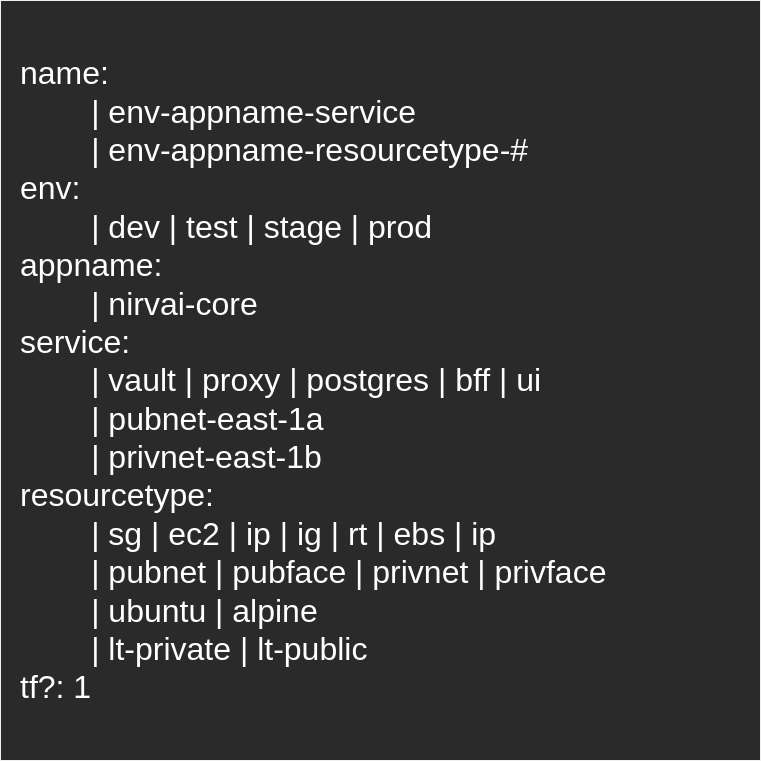 name:
| env-appname-service
| env-appname-resourcetype-#
env:
| dev | test | stage | prod
appname:
| nirvai-core
service:
| vault | proxy | postgres | bff | ui
| pubnet-east-1a
| privnet-east-1b
resourcetype:
| sg | ec2 | ip | ig | rt | ebs | ip
| pubnet | pubface | privnet | privface
| ubuntu | alpine
| lt-private | lt-public
tf?: 1